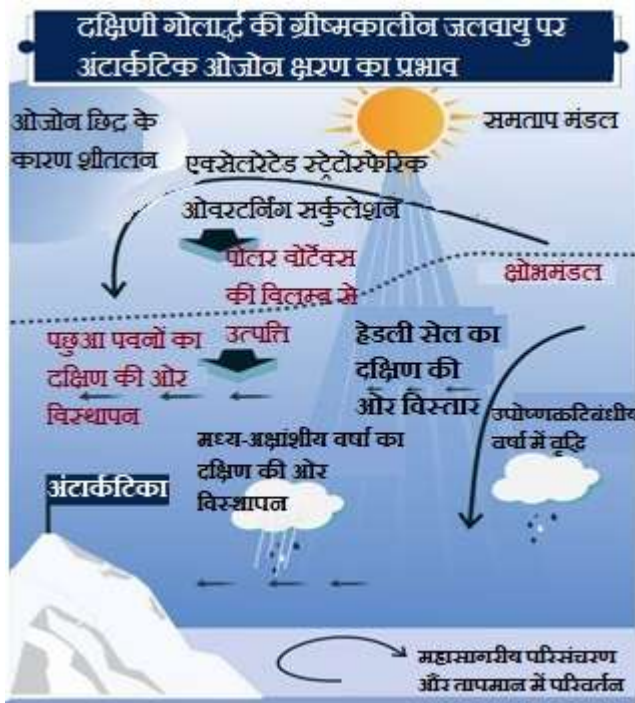 दक्षिणी गोलार्द्ध की ग्रीष्मकालीन जलवायु पर
अंटार्कटिक ओजोन क्षरण का प्रभाव
ओजोन छिद्र के
कारण शीतलन
समताप मंडल
एक्सेलरेटेड स्ट्रेटोस्फेरिक
ओवरटर्निंग सर्कुलेशन
पोलर वोर्टेक्स
की विलम्ब से
उत्पत्ति
क्षोभमंडल
पछुआ पवनों का
दक्षिण की ओर
विस्थापन
हेडली सेल का
दक्षिण की
ओर विस्तार
उपोष्णकटिबंधीय
वर्षा में वृद्धि
मध्य-अक्षांशीय वर्षा का
दक्षिण की ओर
विस्थापन
अंटार्कटिका
महासागरीय परिसंचरण
और तापमान में परिवर्तन